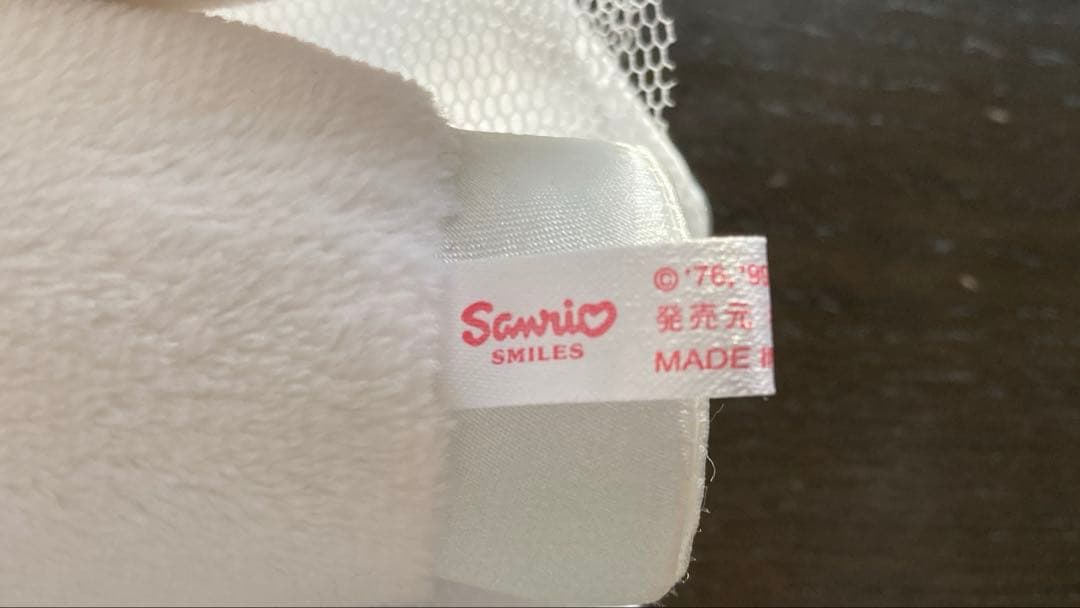 Sanrio
SMILES
© '76, '99
発売元
MADE